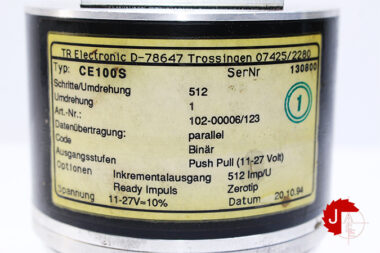 TR Electronic D-78647 Trossingen 07425/2280
Typ: CE100S SerNr 130800
Schritte/Umdrehung 512
Umdrehung 1
Art.-Nr.: 102-00006/123
Datenübertragung: parallel
Code Binär
Ausgangsstufen Push Pull (11-27 Volt)
Optionen Inkrementalausgang 512 Imp/U
Ready Impuls Zerotip
Spannung 11-27V=10% Datum 20.10.94
1